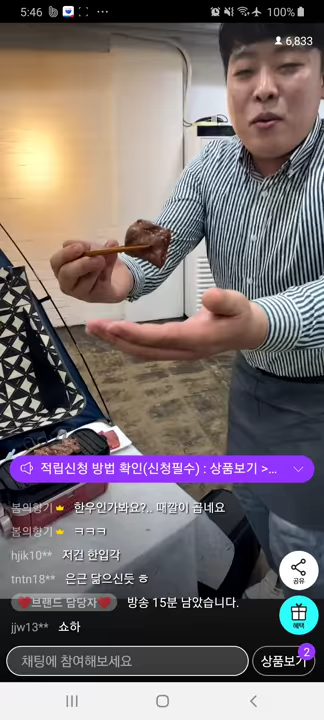 5:46
100%
6,833
적립신청 방법 확인(신청필수) : 상품보기 >...
봄의향기 한우인가봐요?.. 때깔이 곱네요
봄의향기 ㅋㅋㅋ
hjik10** 저건 한입각
tntn18** 은근 닮으신듯 ㅎ
브랜드 담당자 방송 15분 남았습니다.
jjw13** 쇼하
공유
혜택
채팅에 참여해보세요
상품보기
2